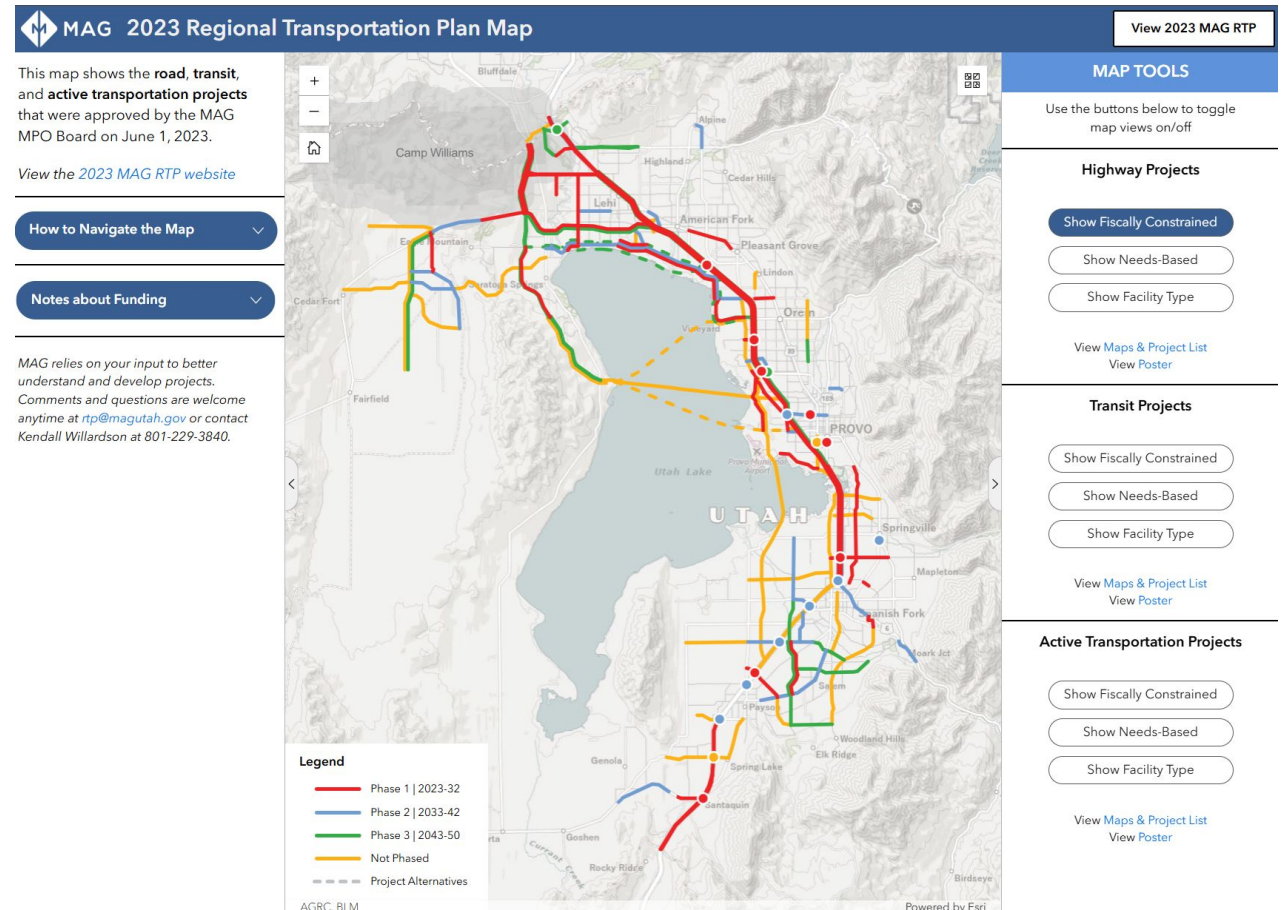 MAG 2023 Regional Transportation Plan Map
View 2023 MAG RTP
This map shows the road, transit,
and active transportation projects
that were approved by the MAG
MPO Board on June 1, 2023.
View the 2023 MAG RTP website
How to Navigate the Map
Notes about Funding
MAG relies on your input to better
understand and develop projects.
Comments and questions are welcome
anytime at rtp@magutah.gov or contact
Kendall Willardson at 801-229-3840.
+
−
Bluffdale
Alpine
Camp Williams
Highland
Cedar Hills
Lehi
American Fork
Pleasant Grove
Lindon
Saratoga Springs
Cedar Fort
Orem
Vineyard
Fairfield
189
PROVO
Provo Municipal
Airport
Utah Lake
UTAH
Springville
Mapleton
Spanish Fork
6
Moark Jct
Salem
Payson
Woodland Hills
Elk Ridge
Genola
Spring Lake
Santaquin
Goshen
Currant Creek
Rocky Ridge
Birdseye
Legend
Phase 1 | 2023-32
Phase 2 | 2033-42
Phase 3 | 2043-50
Not Phased
Project Alternatives
AGRC, BLM
Powered by Esri
MAP TOOLS
Use the buttons below to toggle
map views on/off
Highway Projects
Show Fiscally Constrained
Show Needs-Based
Show Facility Type
View Maps & Project List
View Poster
Transit Projects
Show Fiscally Constrained
Show Needs-Based
Show Facility Type
View Maps & Project List
View Poster
Active Transportation Projects
Show Fiscally Constrained
Show Needs-Based
Show Facility Type
View Maps & Project List
View Poster